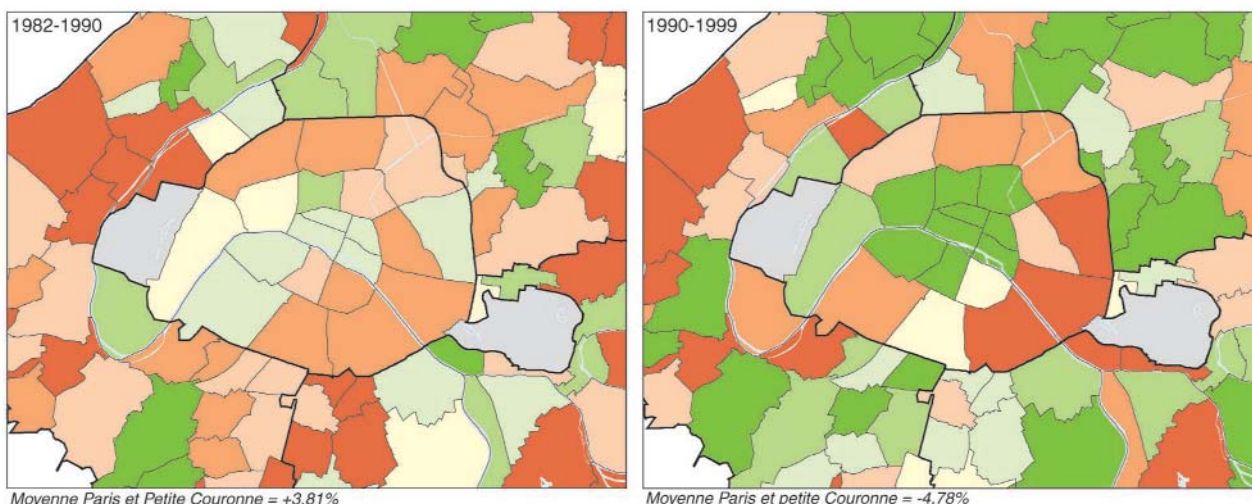 1982-1990
1990-1999
Moyenne Paris et Petite Couronne = +3.81%
Moyenne Paris et petite Couronne = -4,78%